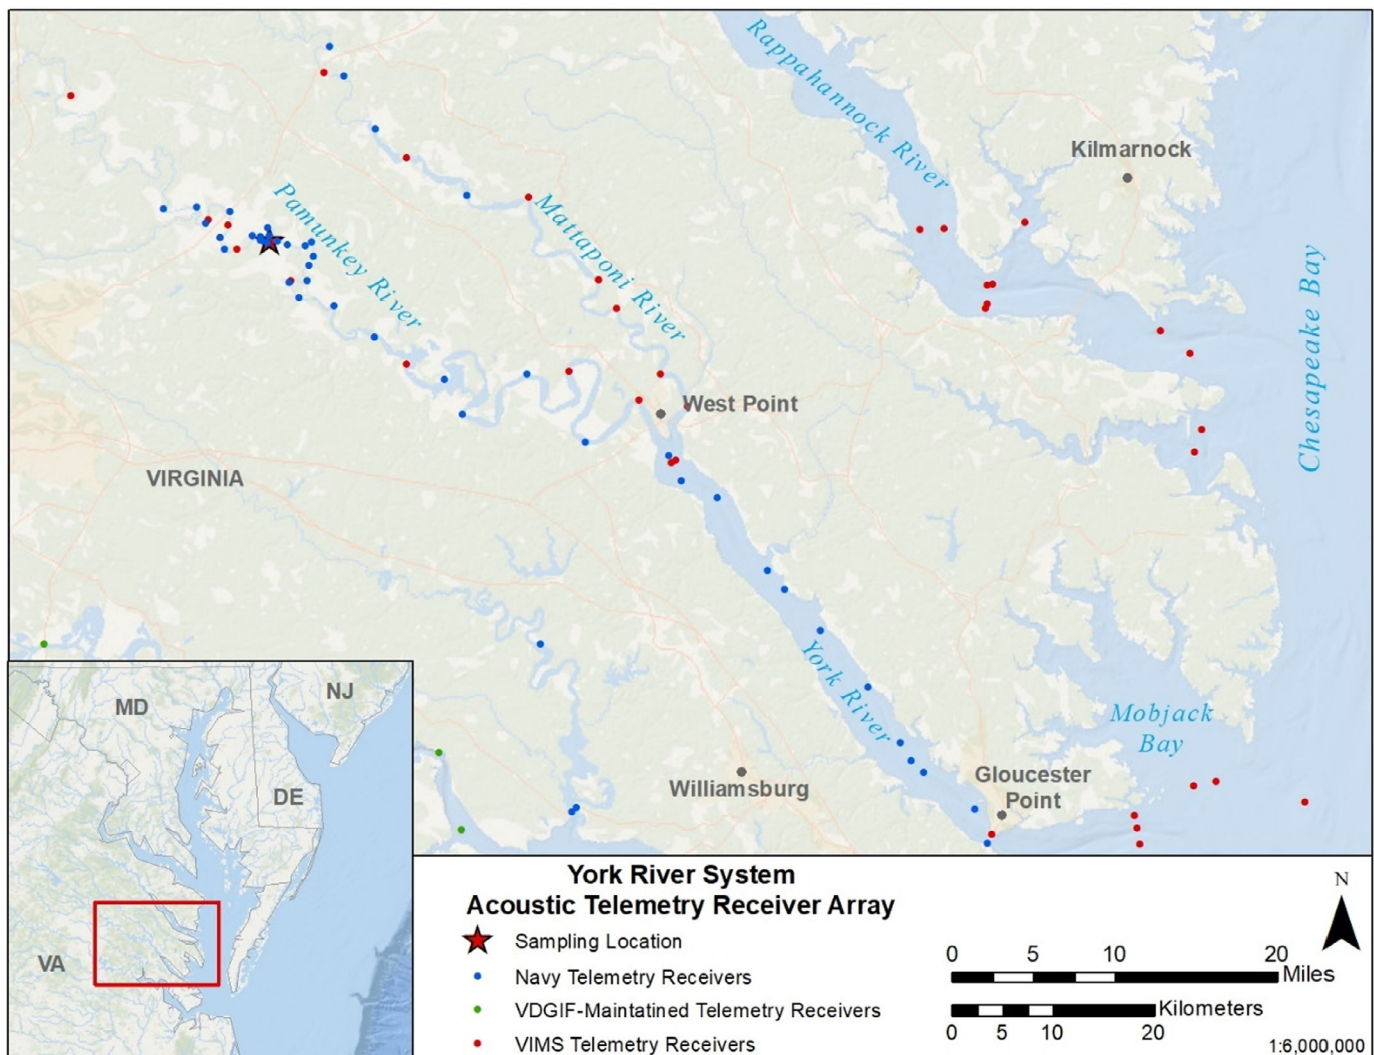 Rappahannock River
Kilmarnock
Pamunkey River
Mattaponi River
Chesapeake Bay
West Point
VIRGINIA
York River
Mobjack
Bay
Gloucester
Point
Williamsburg
MD
NJ
DE
VA
York River System
Acoustic Telemetry Receiver Array
Sampling Location
Navy Telemetry Receivers
VDGIF-Maintatined Telemetry Receivers
VIMS Telemetry Receivers
N
0 5 10 20
Miles
Kilometers
0 5 10 20
1:6,000,000